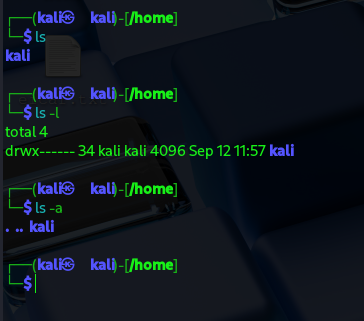 ┌──(kali㉿ kali)-[/home]
└─$ ls
kali
┌──(kali㉿ kali)-[/home]
└─$ ls -l
total 4
drwx------ 34 kali kali 4096 Sep 12 11:57 kali
┌──(kali㉿ kali)-[/home]
└─$ ls -a
. .. kali
┌──(kali㉿ kali)-[/home]
└─$